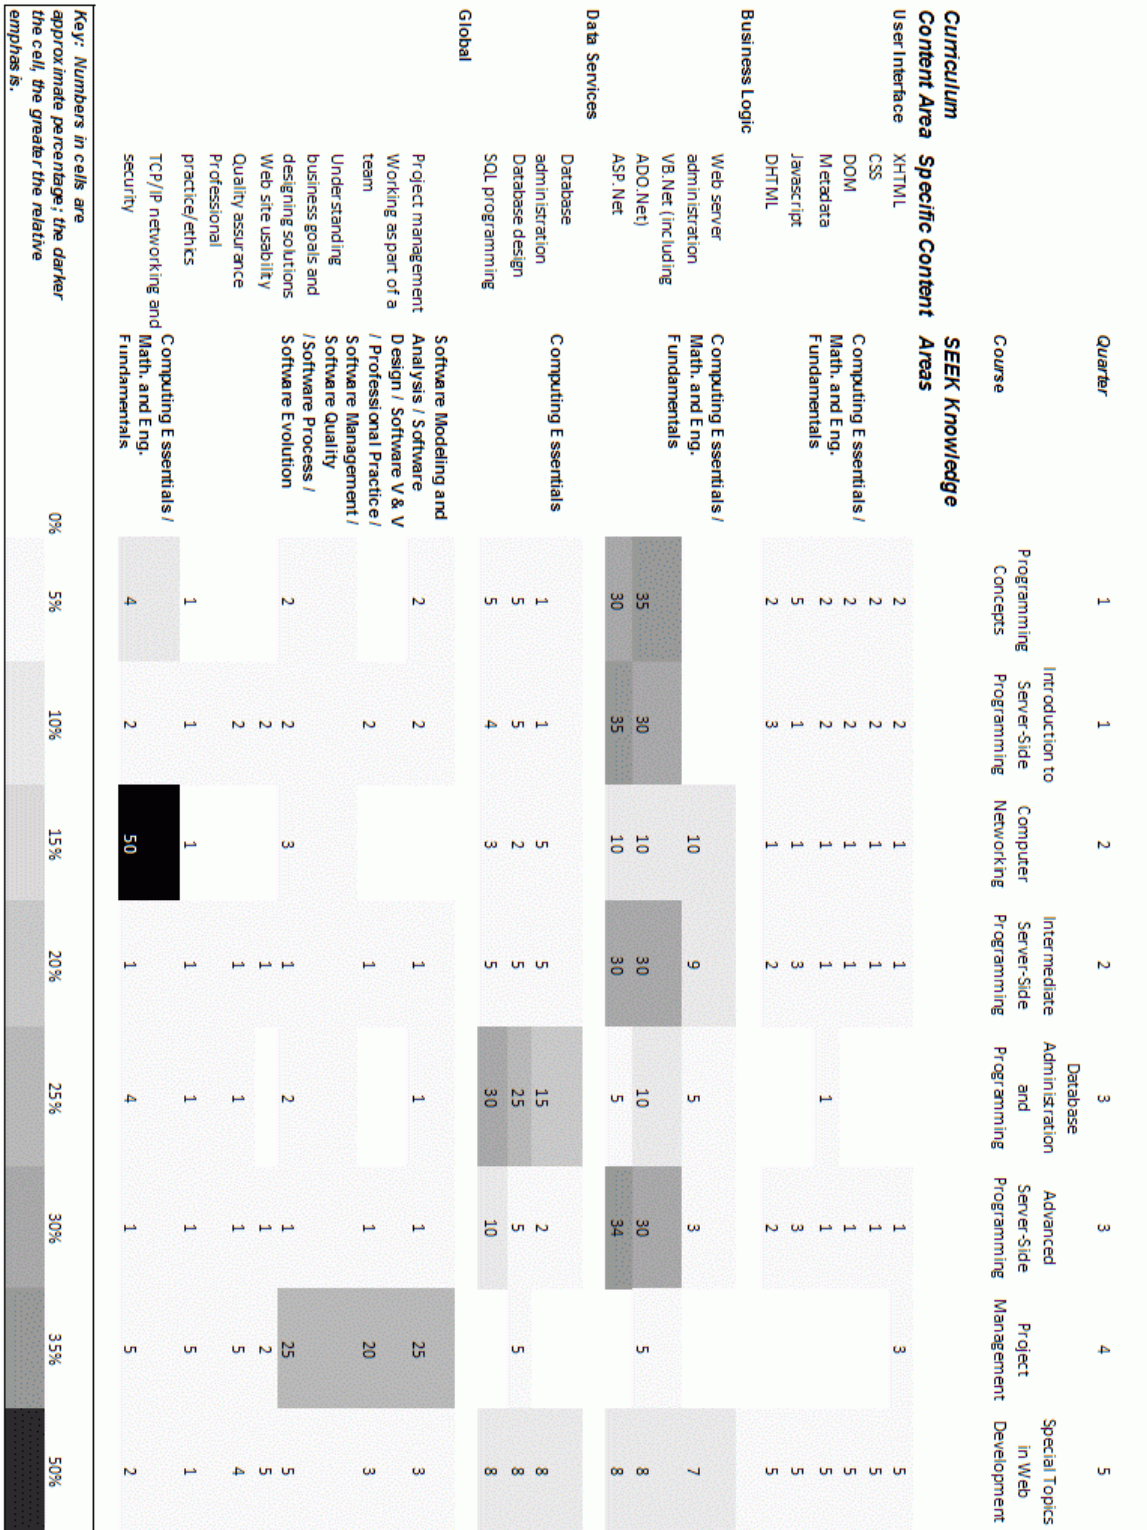 Quarter 1 1 2 2 3 3 4 5
Database
Introduction to Intermediate Administration Advanced Special Topics
Programming Server-Side Computer Server-Side and Server-Side Project in Web
Course Concepts Programming Networking Programming Programming Programming Management Development
Curriculum SEEK Knowledge
Content Area Specific Content Areas
User Interface XHTML 2 2 1 1 1 3 5
CSS 2 2 1 1 1 5
Computing Essentials /
DOM 2 2 1 1 1 5
Metadata Math. and Eng. 2 2 1 1 1 1 5
Javascript Fundamentals 5 1 1 3 3 5
DHTML 2 3 1 2 2 5
Business Logic
Web server Computing Essentials /
administration Math. and Eng. 10 9 5 3 7
VB.Net (including Fundamentals
ADO.Net) 35 30 10 30 10 30 5 8
ASP.Net 30 35 10 30 5 34 8
Data Services
Database Computing Essentials
administration 1 1 5 5 15 2 8
Database design 5 5 2 5 25 5 5 8
SQL programming 5 4 3 5 30 10 8
Global
Software Modeling and
Project management Analysis / Software 2 2 1 1 1 25 3
Working as part of a Design / Software V & V
team / Professional Practice / 2 1 1 20 3
Software Management /
Understanding Software Quality
business goals and / Software Process /
designing solutions Software Evolution 2 2 3 1 2 1 25 5
Web site usability 2 1 1 2 5
Quality assurance 2 1 1 1 5 4
Professional
practice/ethics 1 1 1 1 1 1 5 1
Computing Essentials /
TCP/IP networking and Math. and Eng.
security Fundamentals 4 2 50 1 4 1 5 2
Key: Numbers in cells are
approximate percentage; the darker
the cell, the greater the relative
emphasis.
0% 5% 10% 15% 20% 25% 30% 35% 50%